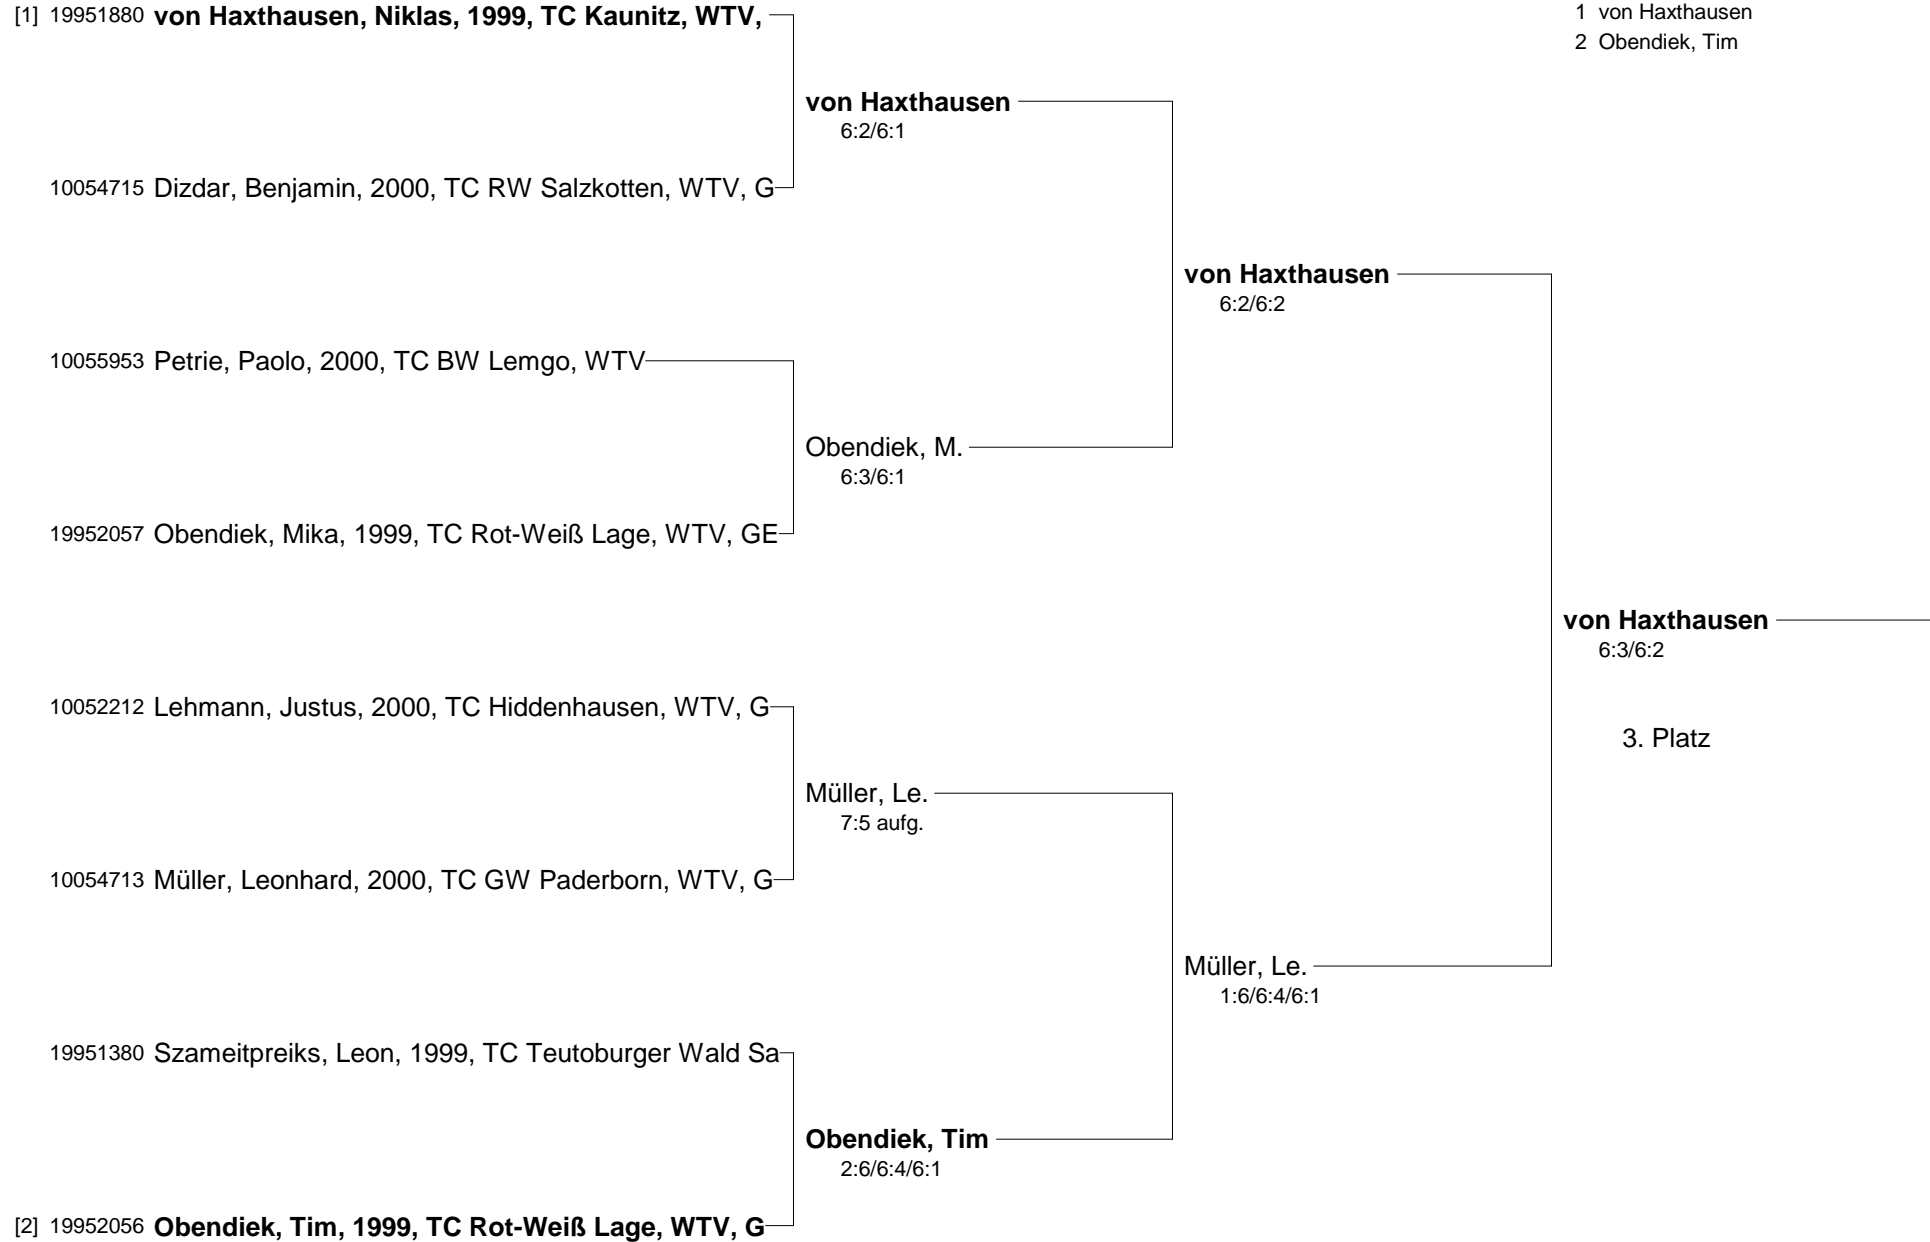 [1] 19951880 von Haxthausen, Niklas, 1999, TC Kaunitz, WTV,
1 von Haxthausen
2 Obendiek, Tim
von Haxthausen
6:2/6:1
10054715 Dizdar, Benjamin, 2000, TC RW Salzkotten, WTV, G
von Haxthausen
6:2/6:2
10055953 Petrie, Paolo, 2000, TC BW Lemgo, WTV
Obendiek, M.
6:3/6:1
19952057 Obendiek, Mika, 1999, TC Rot-Weiß Lage, WTV, GE
von Haxthausen
6:3/6:2
10052212 Lehmann, Justus, 2000, TC Hiddenhausen, WTV, G
3. Platz
Müller, Le.
7:5 aufg.
10054713 Müller, Leonhard, 2000, TC GW Paderborn, WTV, G
Müller, Le.
1:6/6:4/6:1
19951380 Szameitpreiks, Leon, 1999, TC Teutoburger Wald Sa
Obendiek, Tim
2:6/6:4/6:1
[2] 19952056 Obendiek, Tim, 1999, TC Rot-Weiß Lage, WTV, G